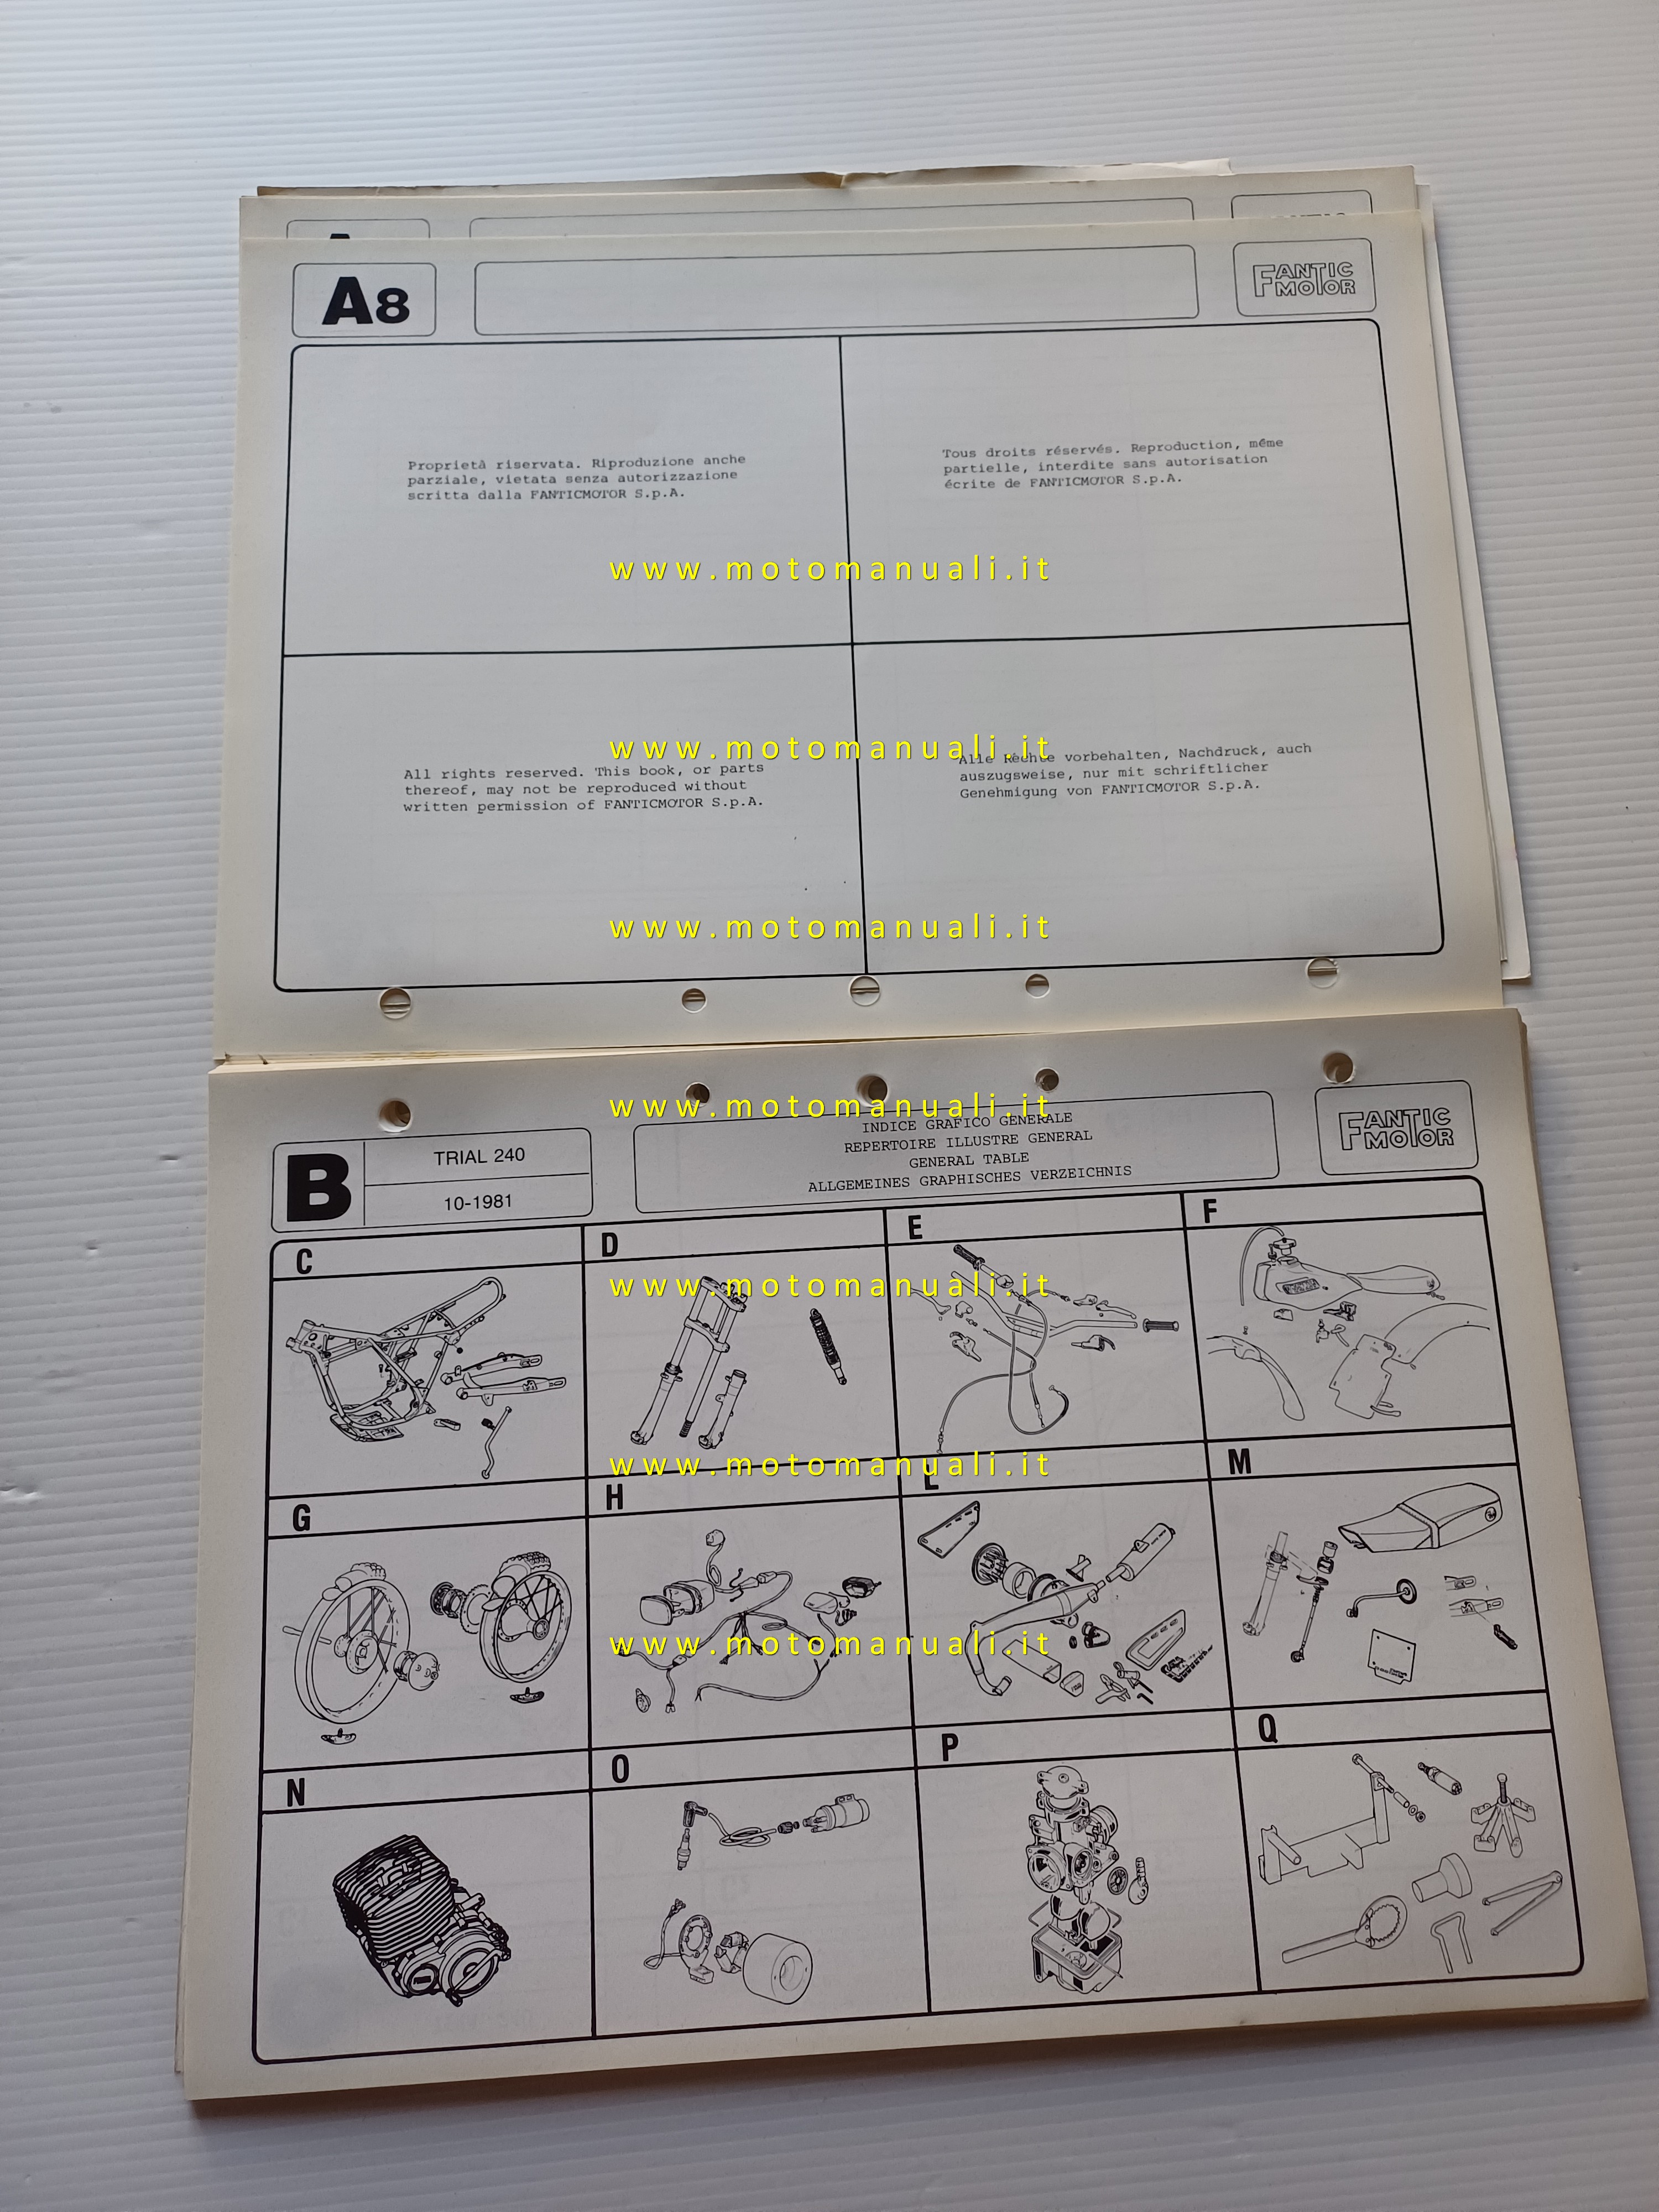 A8
FANTIC
MOTOR
Proprietà riservata. Riproduzione anche
parziale, vietata senza autorizzazione
scritta dalla FANTICMOTOR S.p.A.
Tous droits réservés. Reproduction, même
partielle, interdite sans autorisation
écrite de FANTICMOTOR S.p.A.
www.motomanuali.it
www.motomanuali.it
All rights reserved. This book, or parts
thereof, may not be reproduced without
written permission of FANTICMOTOR S.p.A.
Alle Rechte vorbehalten, Nachdruck, auch
auszugsweise, nur mit schriftlicher
Genehmigung von FANTICMOTOR S.p.A.
www.motomanuali.it
www.motomanuali.it
B
TRIAL 240
10-1981
INDICE GRAFICO GENERALE
REPERTOIRE ILLUSTRE GENERAL
GENERAL TABLE
ALLGEMEINES GRAPHISCHES VERZEICHNIS
FANTIC
MOTOR
C
D
E
F
www.motomanuali.it
www.motomanuali.it
G
H
L
M
www.motomanuali.it
N
O
P
Q